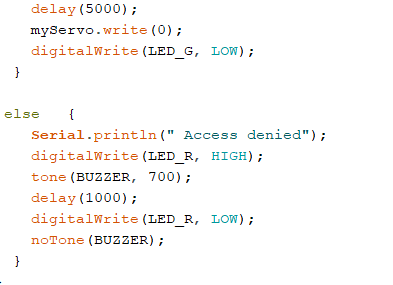 delay(5000);
myServo.write(0);
digitalWrite(LED_G, LOW);
}
else {
Serial.println(" Access denied");
digitalWrite(LED_R, HIGH);
tone(BUZZER, 700);
delay(1000);
digitalWrite(LED_R, LOW);
noTone(BUZZER);
}